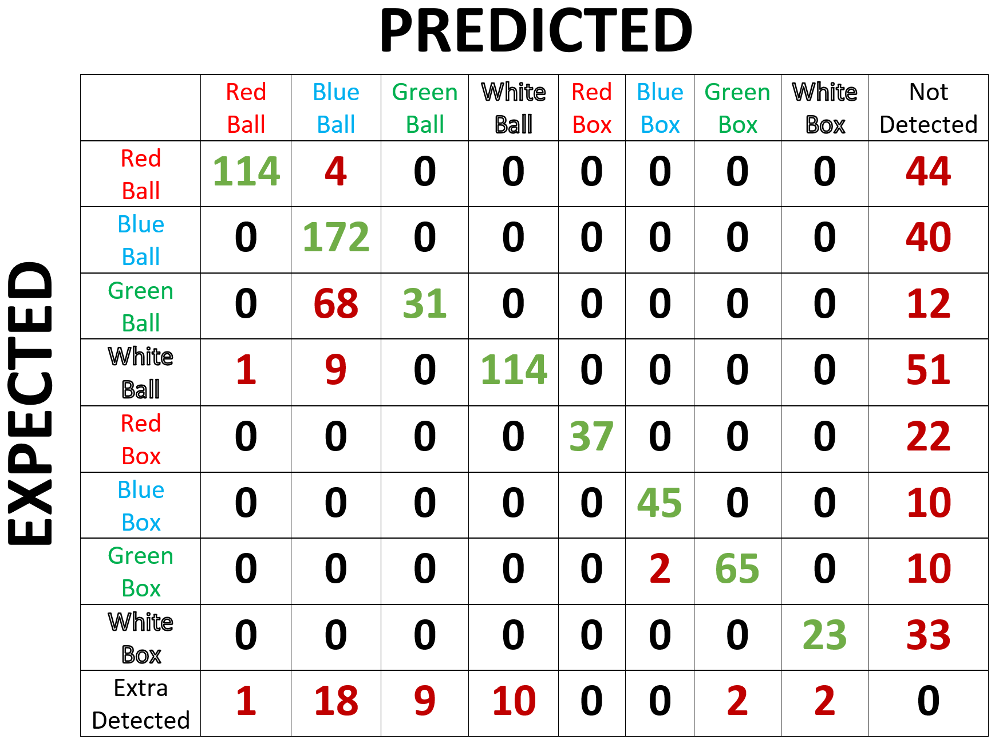 PREDICTED
EXPECTED
Red Blue Green White Red Blue Green White Not
Ball Ball Ball Ball Box Box Box Box Detected
Red
Ball
114 4 0 0 0 0 0 0 44
Blue
Ball
0 172 0 0 0 0 0 0 40
Green
Ball
0 68 31 0 0 0 0 0 12
White
Ball
1 9 0 114 0 0 0 0 51
Red
Box
0 0 0 0 37 0 0 0 22
Blue
Box
0 0 0 0 0 45 0 0 10
Green
Box
0 0 0 0 0 2 65 0 10
White
Box
0 0 0 0 0 0 0 23 33
Extra
Detected
1 18 9 10 0 0 2 2 0